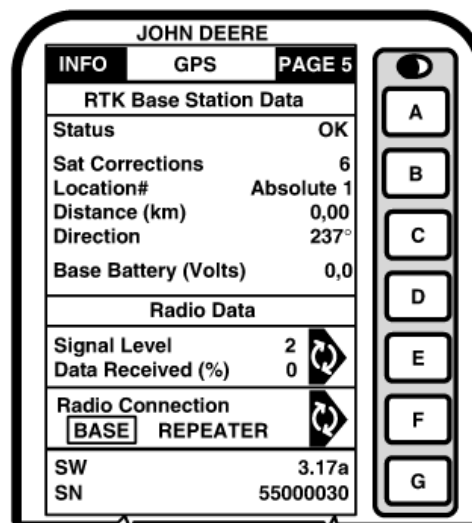 JOHN DEERE
INFO GPS PAGE 5
RTK Base Station Data
Status OK
Sat Corrections 6
Location# Absolute 1
Distance (km) 0,00
Direction 237°
Base Battery (Volts) 0,0
Radio Data
Signal Level 2
Data Received (%) 0
Radio Connection
BASE REPEATER
SW 3.17a
SN 55000030
A
B
C
D
E
F
G